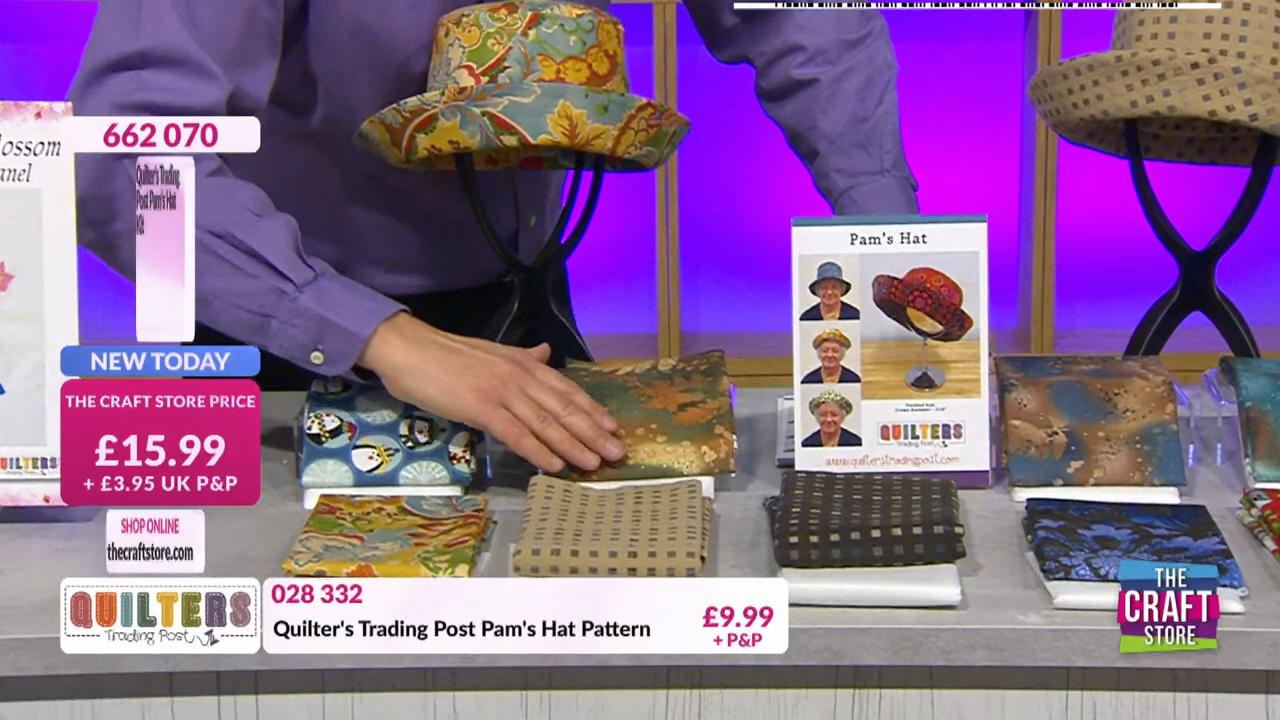 lossom
anel
662 070
Quilter's Trading
Post Pam's Hat
Kit
NEW TODAY
THE CRAFT STORE PRICE
£15.99
+ £3.95 UK P&P
SHOP ONLINE
thecraftstore.com
QUILTERS
Trading Post
028 332
Quilter's Trading Post Pam's Hat Pattern
£9.99
+ P&P
Pam's Hat
QUILTERS
Trading Post
www.quilterstradingpost.com
UILTERS
THE
CRAFT
STORE